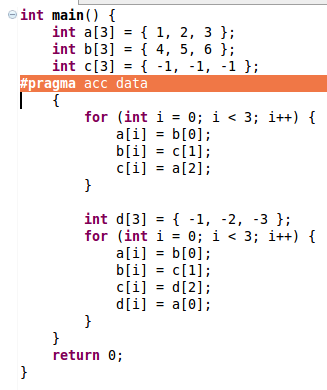 int main() {
    int a[3] = { 1, 2, 3 };
    int b[3] = { 4, 5, 6 };
    int c[3] = { -1, -1, -1 };
#pragma acc data
    {
        for (int i = 0; i < 3; i++) {
            a[i] = b[0];
            b[i] = c[1];
            c[i] = a[2];
        }

        int d[3] = { -1, -2, -3 };
        for (int i = 0; i < 3; i++) {
            a[i] = b[0];
            b[i] = c[1];
            c[i] = d[2];
            d[i] = a[0];
        }
    }
    return 0;
}